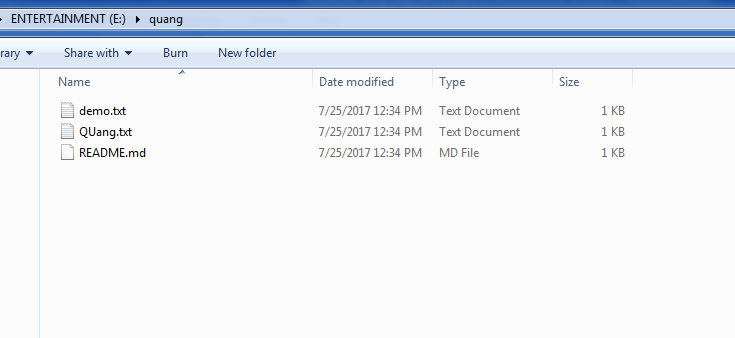 ENTERTAINMENT (E:) quang
rary Share with Burn New folder
Name Date modified Type Size
demo.txt 7/25/2017 12:34 PM Text Document 1 KB
QUang.txt 7/25/2017 12:34 PM Text Document 1 KB
README.md 7/25/2017 12:34 PM MD File 1 KB